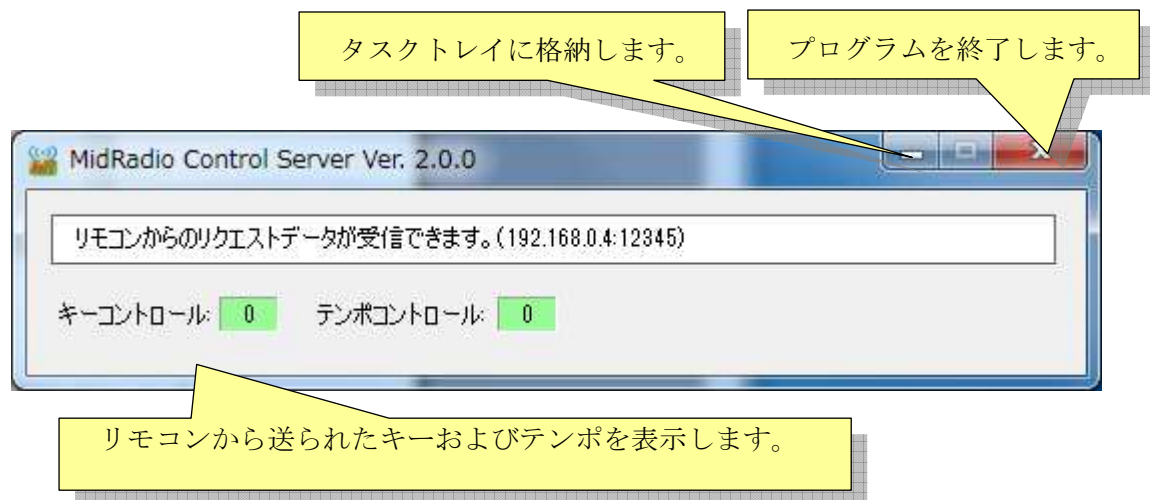 タスクトレイに格納します。
プログラムを終了します。
MidRadio Control Server Ver. 2.0.0
リモコンからのリクエストデータが受信できます。(192.168.0.4:12345)
キーコントロール: 0 テンポコントロール: 0
リモコンから送られたキーおよびテンポを表示します。